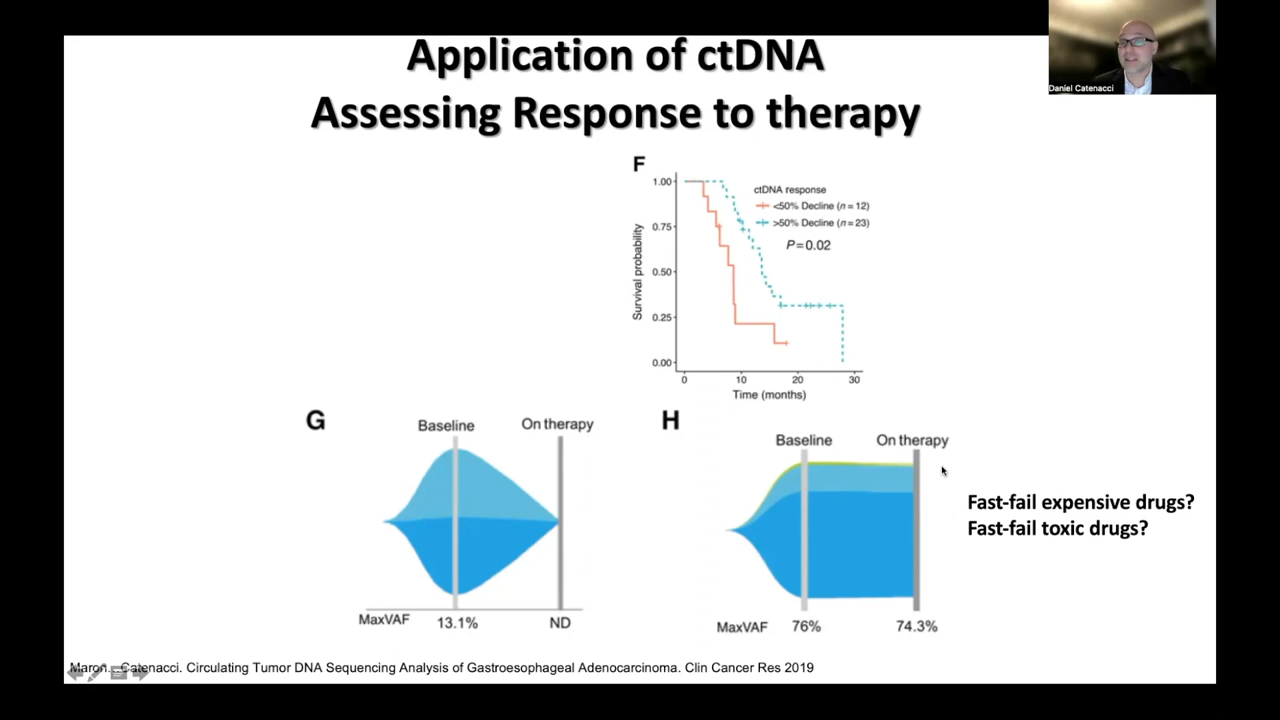 Application of ctDNA
Assessing Response to therapy
Daniel Catenacci
F
1.00
0.75
0.50
0.25
0.00
Survival probability
ctDNA response
<50% Decline (n = 12)
>50% Decline (n = 23)
P = 0.02
0 10 20 30
Time (months)
G
Baseline
On therapy
MaxVAF
13.1%
ND
H
Baseline
On therapy
MaxVAF
76%
74.3%
Fast-fail expensive drugs?
Fast-fail toxic drugs?
Maron... Catenacci. Circulating Tumor DNA Sequencing Analysis of Gastroesophageal Adenocarcinoma. Clin Cancer Res 2019